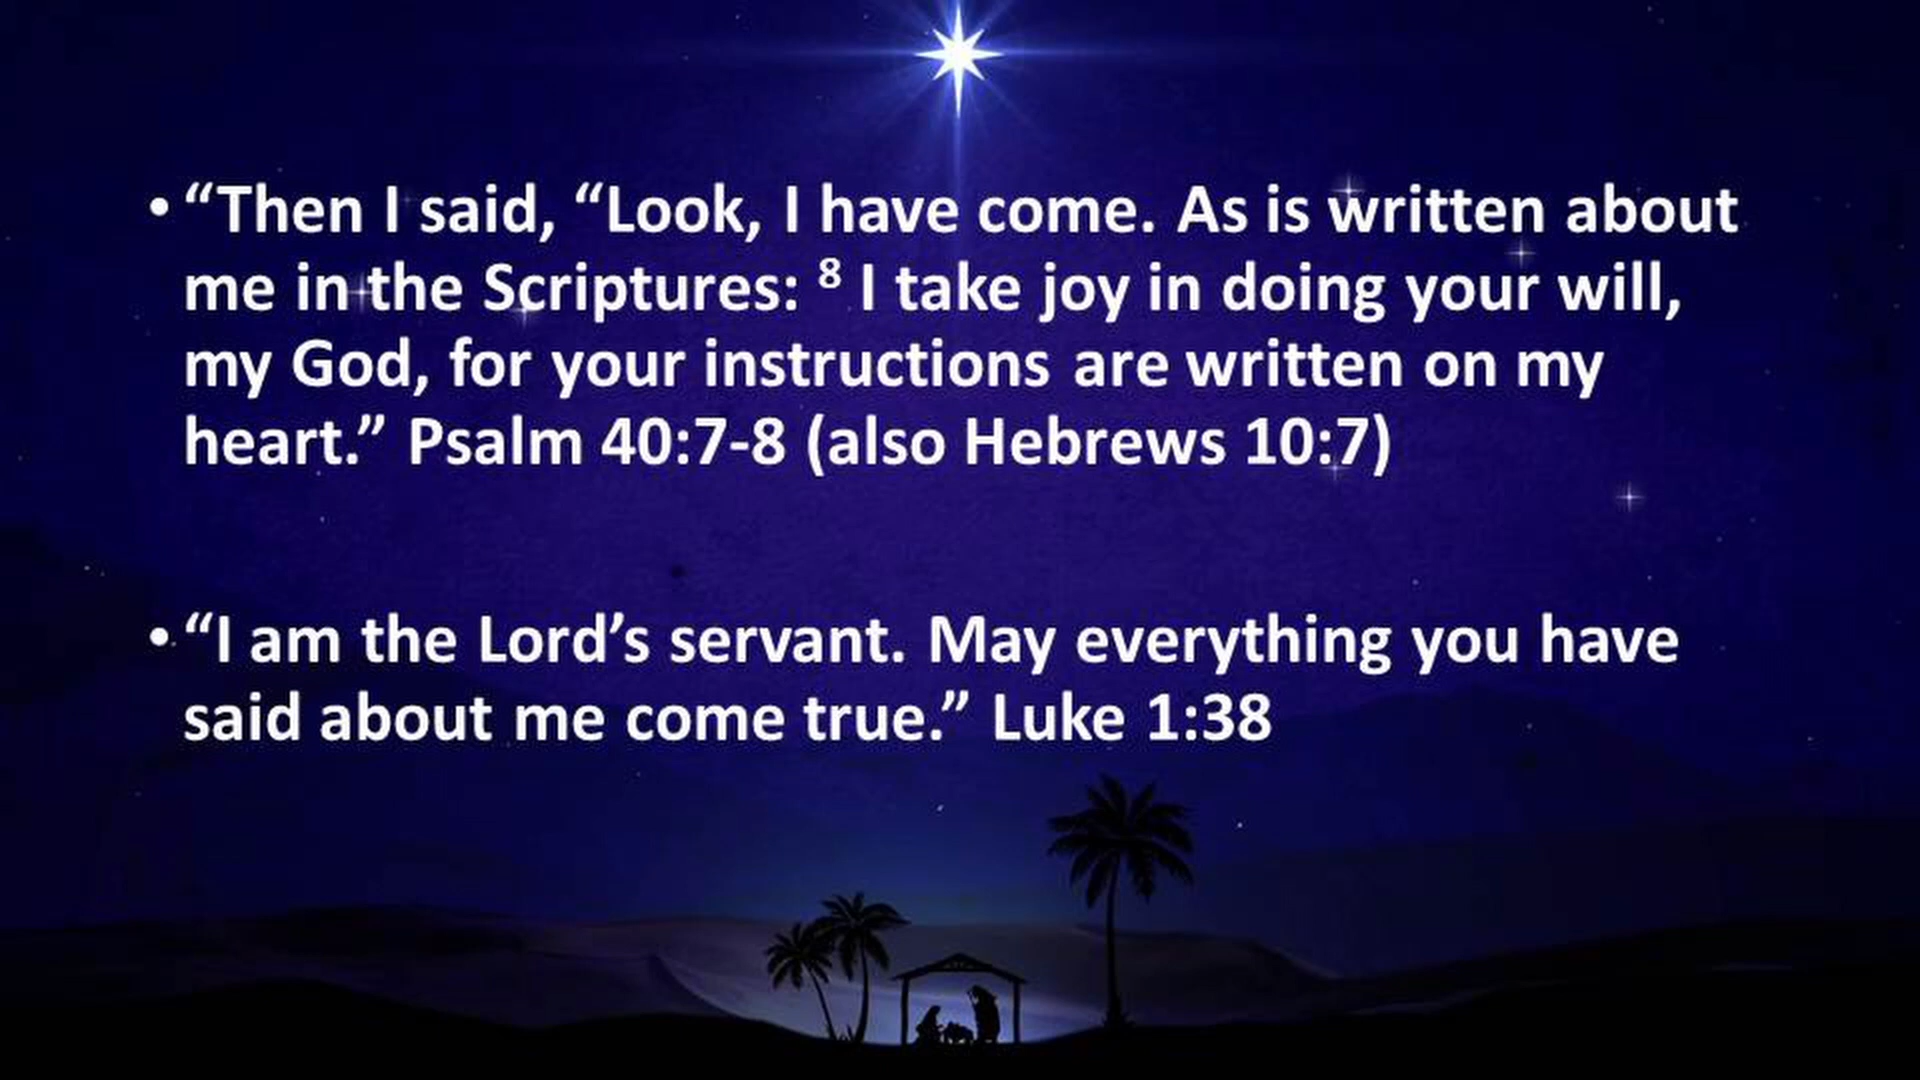 • “Then I said, “Look, I have come. As is written about
me in the Scriptures: ⁸ I take joy in doing your will,
my God, for your instructions are written on my
heart.” Psalm 40:7-8 (also Hebrews 10:7)
• “I am the Lord’s servant. May everything you have
said about me come true.” Luke 1:38